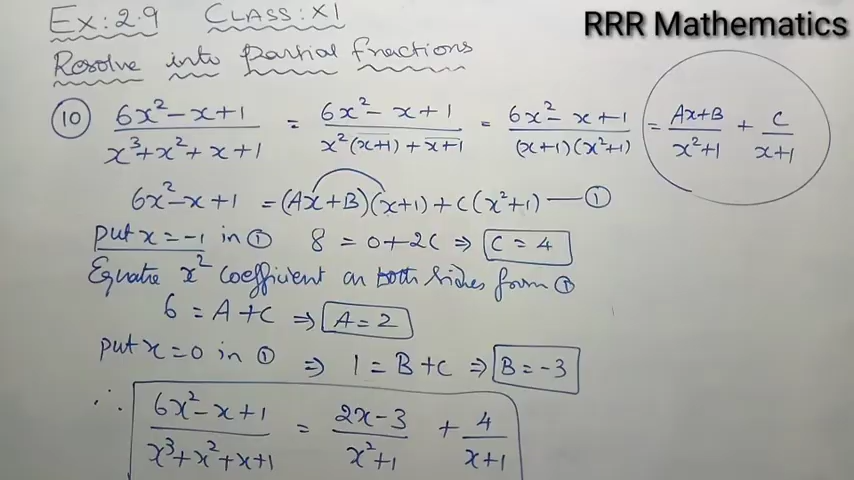 Ex: 2.9 CLASS: XI
RRR Mathematics
Resolve into partial fractions
⑩ (6x² - x + 1)/(x³ + x² + x + 1) = (6x² - x + 1)/(x²(x+1) + x+1) = (6x² - x + 1)/((x+1)(x²+1)) = (Ax+B)/(x²+1) + C/(x+1)
6x² - x + 1 = (Ax+B)(x+1) + C(x²+1) — ①
put x = -1 in ① 8 = 0 + 2C ⇒ C = 4
Equate x² coefficient on both sides from ①
6 = A + C ⇒ A = 2
put x = 0 in ① ⇒ 1 = B + C ⇒ B = -3
∴ (6x² - x + 1)/(x³ + x² + x + 1) = (2x - 3)/(x²+1) + 4/(x+1)